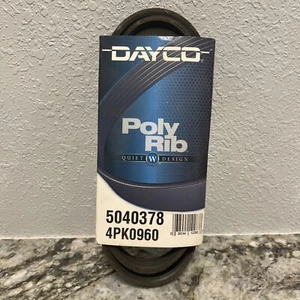 DAYCO
Poly
Rib
QUIET W DESIGN
5040378
4PK0960